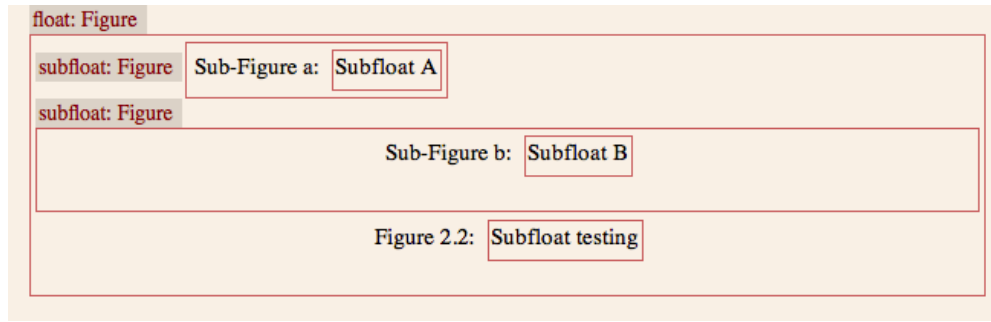 float: Figure
subfloat: Figure Sub-Figure a: Subfloat A
subfloat: Figure
Sub-Figure b: Subfloat B
Figure 2.2: Subfloat testing